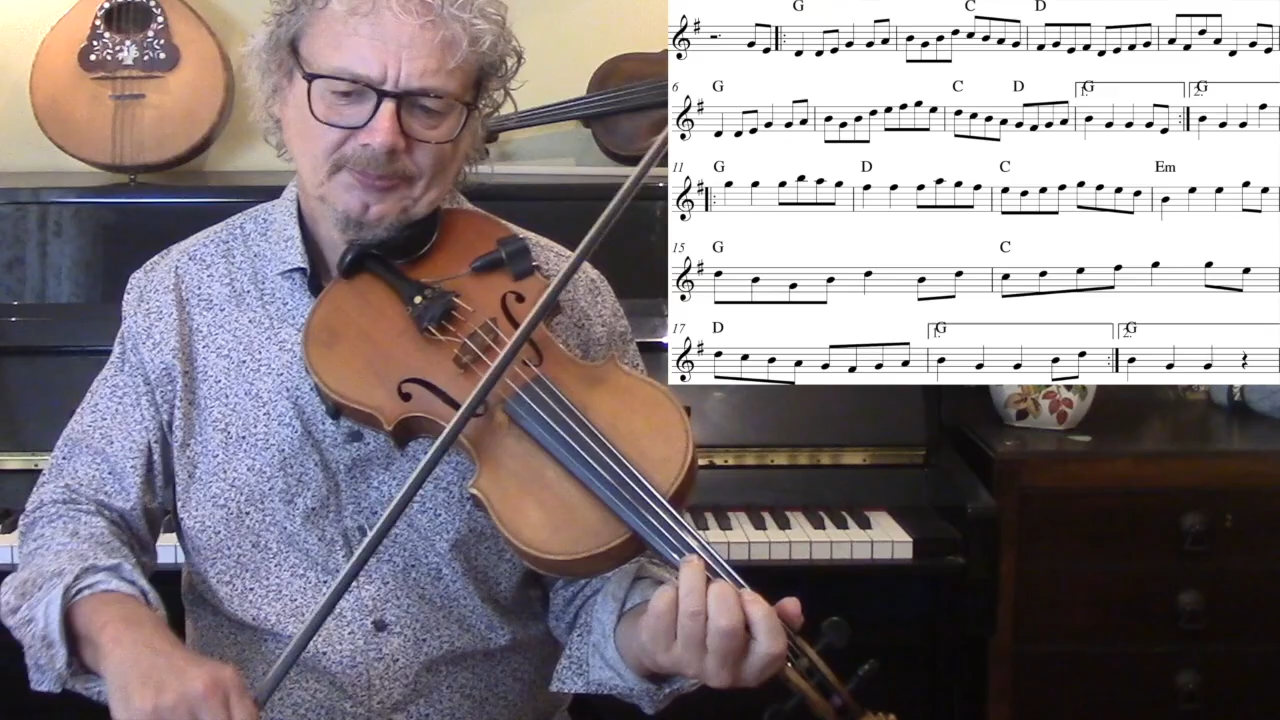 G C D
6 G C D 1. G 2. G
11 G D C Em
15 G C
17 D 1. G 2. G